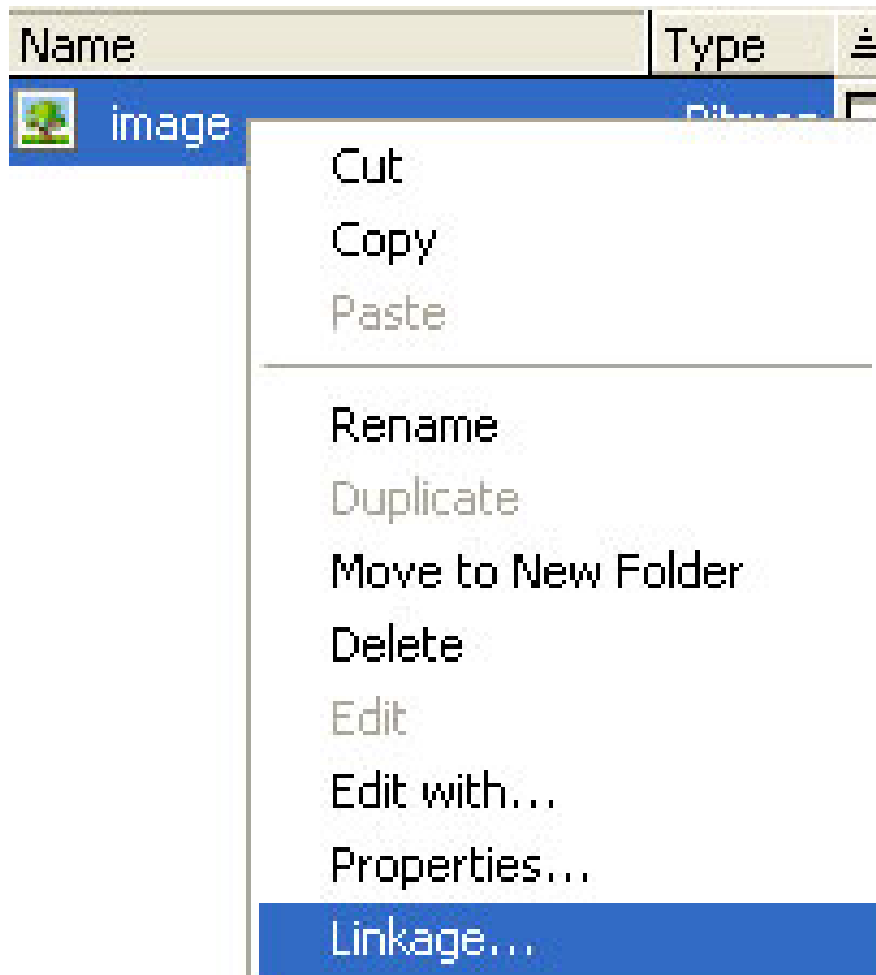 Name Type
image
Cut
Copy
Paste
Rename
Duplicate
Move to New Folder
Delete
Edit
Edit with...
Properties...
Linkage...